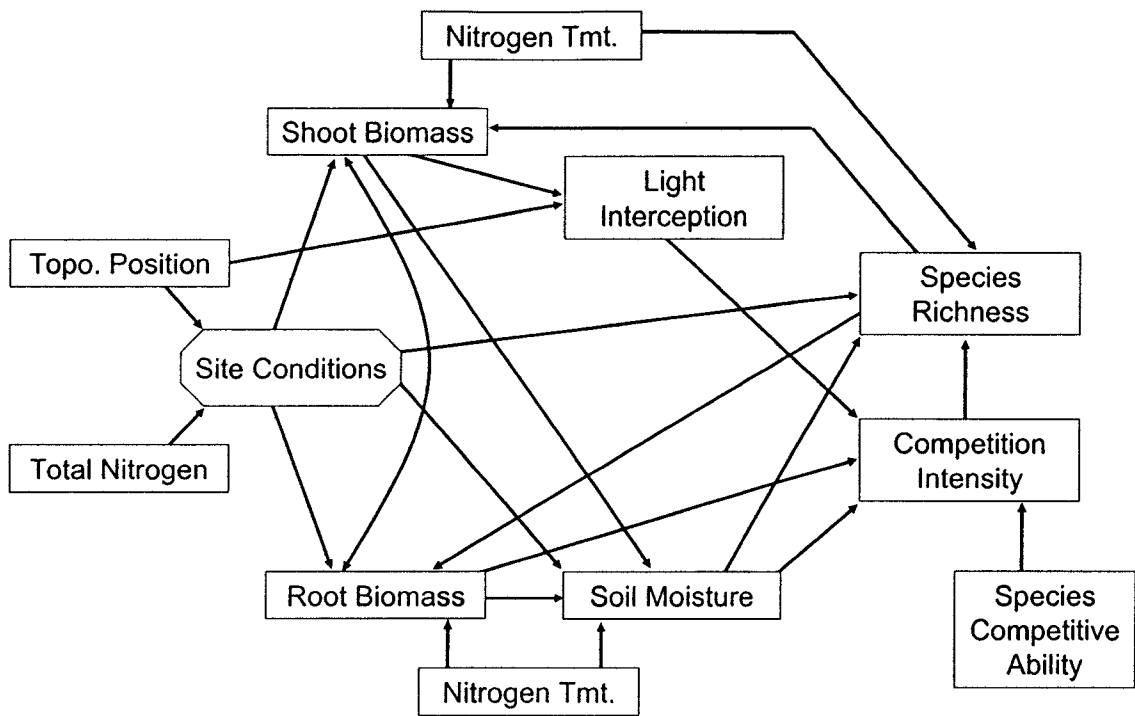 Nitrogen Tmt.
Shoot Biomass
Light
Interception
Topo. Position
Species
Richness
Site Conditions
Total Nitrogen
Competition
Intensity
Root Biomass
Soil Moisture
Species
Competitive
Ability
Nitrogen Tmt.